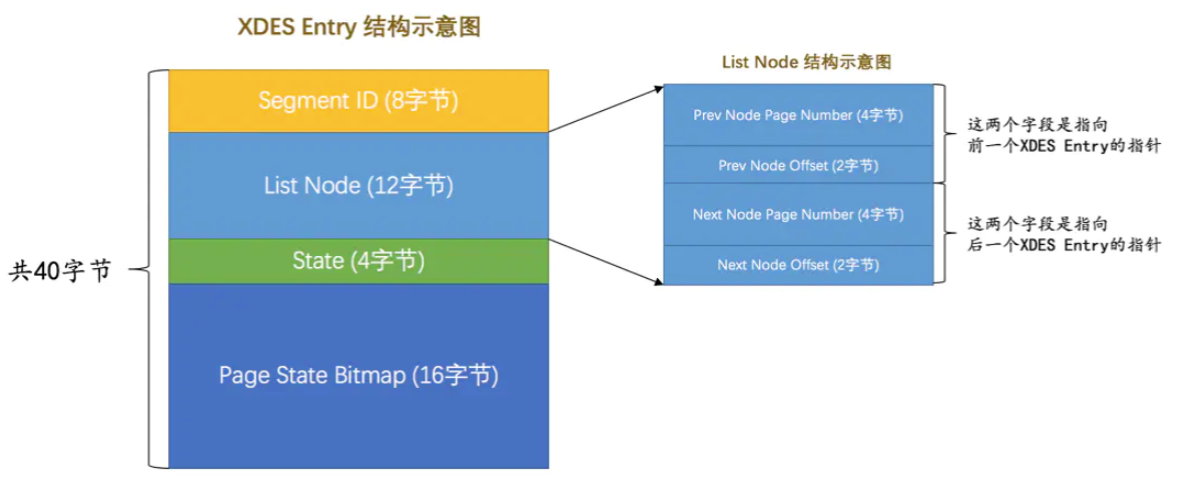 XDES Entry 结构示意图
Segment ID (8字节)
List Node (12字节)
State (4字节)
Page State Bitmap (16字节)
共40字节
List Node 结构示意图
Prev Node Page Number (4字节)
Prev Node Offset (2字节)
Next Node Page Number (4字节)
Next Node Offset (2字节)
这两个字段是指向
前一个XDES Entry的指针
这两个字段是指向
后一个XDES Entry的指针